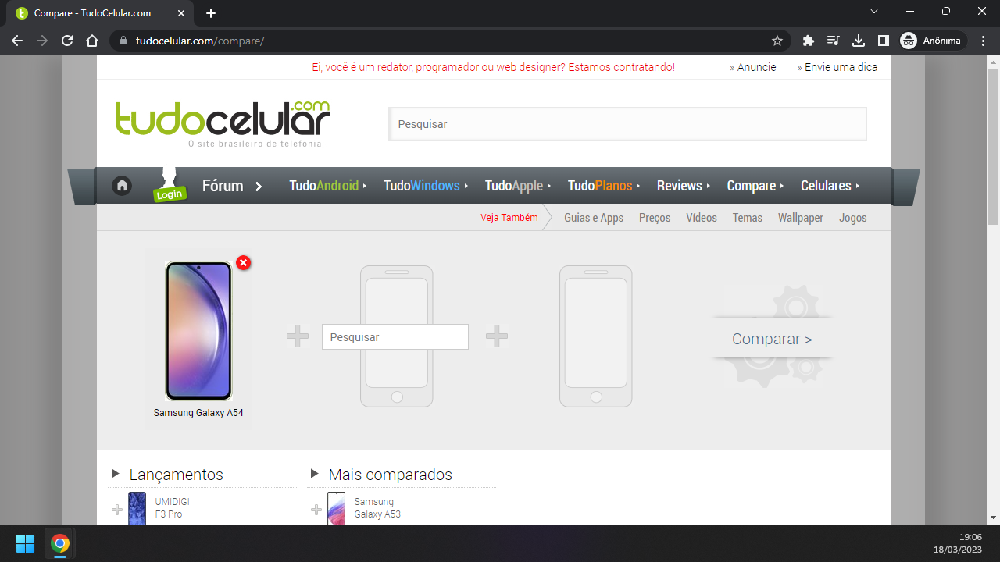 Compare - TudoCelular.com
tudocelular.com/compare/
Anônima
Ei, você é um redator, programador ou web designer? Estamos contratando!
» Anuncie
» Envie uma dica
tudocelular.com
O site brasileiro de telefonia
Pesquisar
Login
Fórum
TudoAndroid
TudoWindows
TudoApple
TudoPlanos
Reviews
Compare
Celulares
Veja Também
Guias e Apps
Preços
Vídeos
Temas
Wallpaper
Jogos
Pesquisar
Comparar >
Samsung Galaxy A54
Lançamentos
UMIDIGI
F3 Pro
Mais comparados
Samsung
Galaxy A53
19:06
18/03/2023